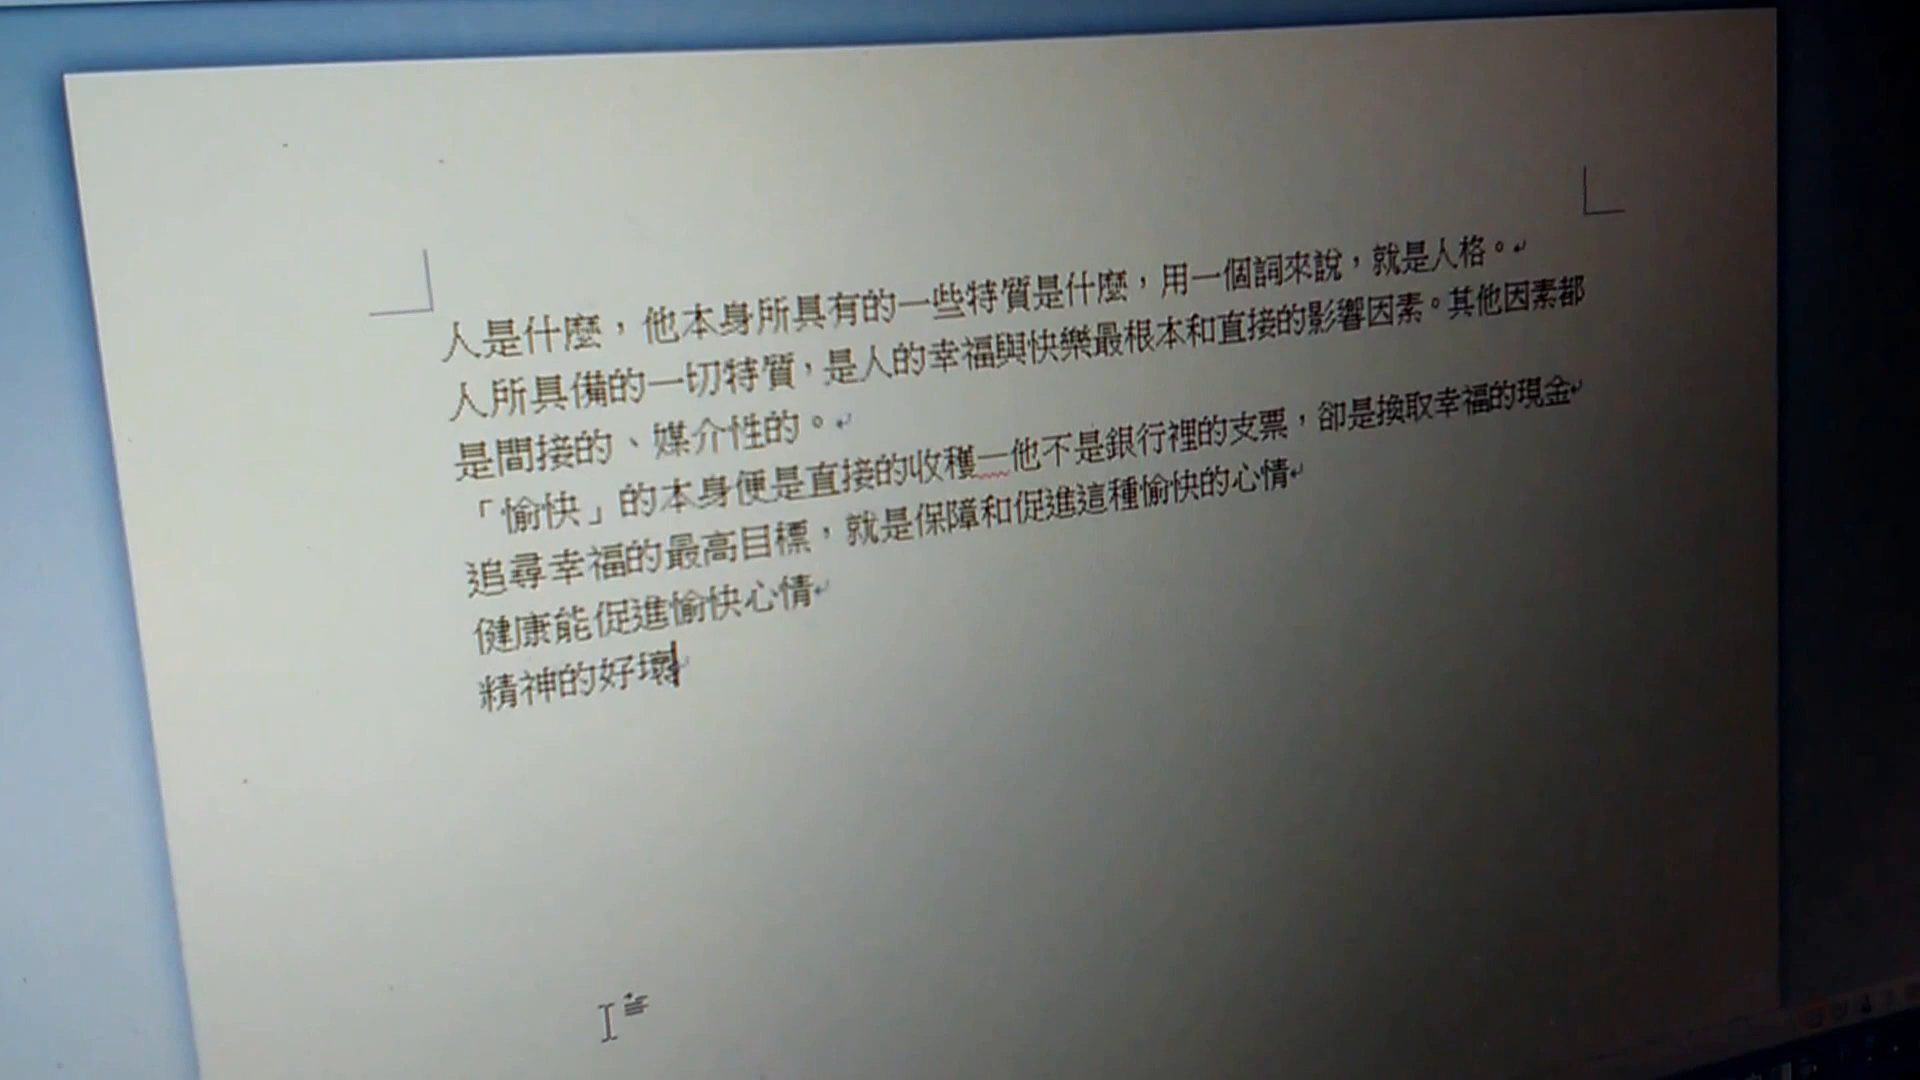 人是什麼，他本身所具有的一些特質是什麼，用一個詞來說，就是人格。
人所具備的一切特質，是人的幸福與快樂最根本和直接的影響因素。其他因素都
是間接的、媒介性的。
「愉快」的本身便是直接的收穫—他不是銀行裡的支票，卻是換取幸福的現金
追尋幸福的最高目標，就是保障和促進這種愉快的心情
健康能促進愉快心情
精神的好壞